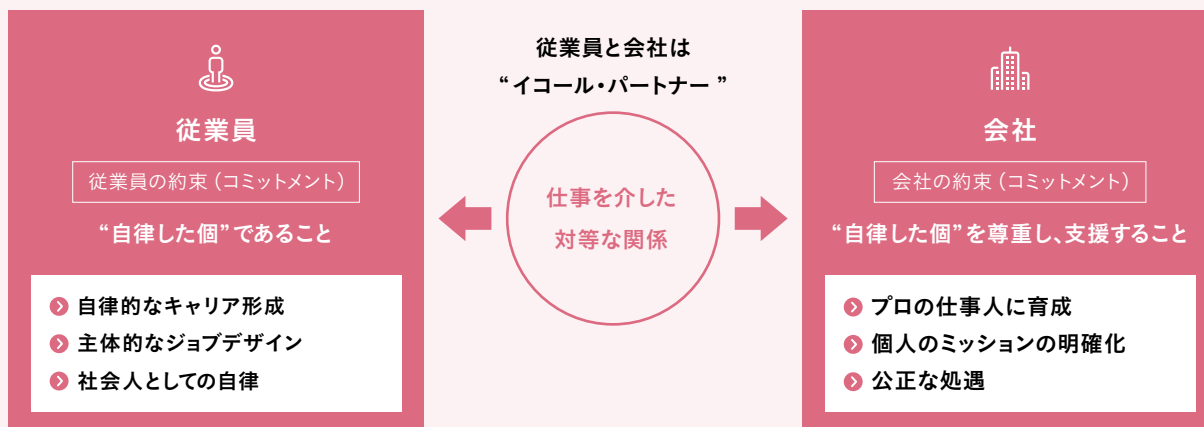 従業員
従業員の約束（コミットメント）
“自律した個”であること
自律的なキャリア形成
主体的なジョブデザイン
社会人としての自律
従業員と会社は
“イコール・パートナー ”
仕事を介した
対等な関係
会社
会社の約束（コミットメント）
“自律した個”を尊重し、支援すること
プロの仕事人に育成
個人のミッションの明確化
公正な処遇